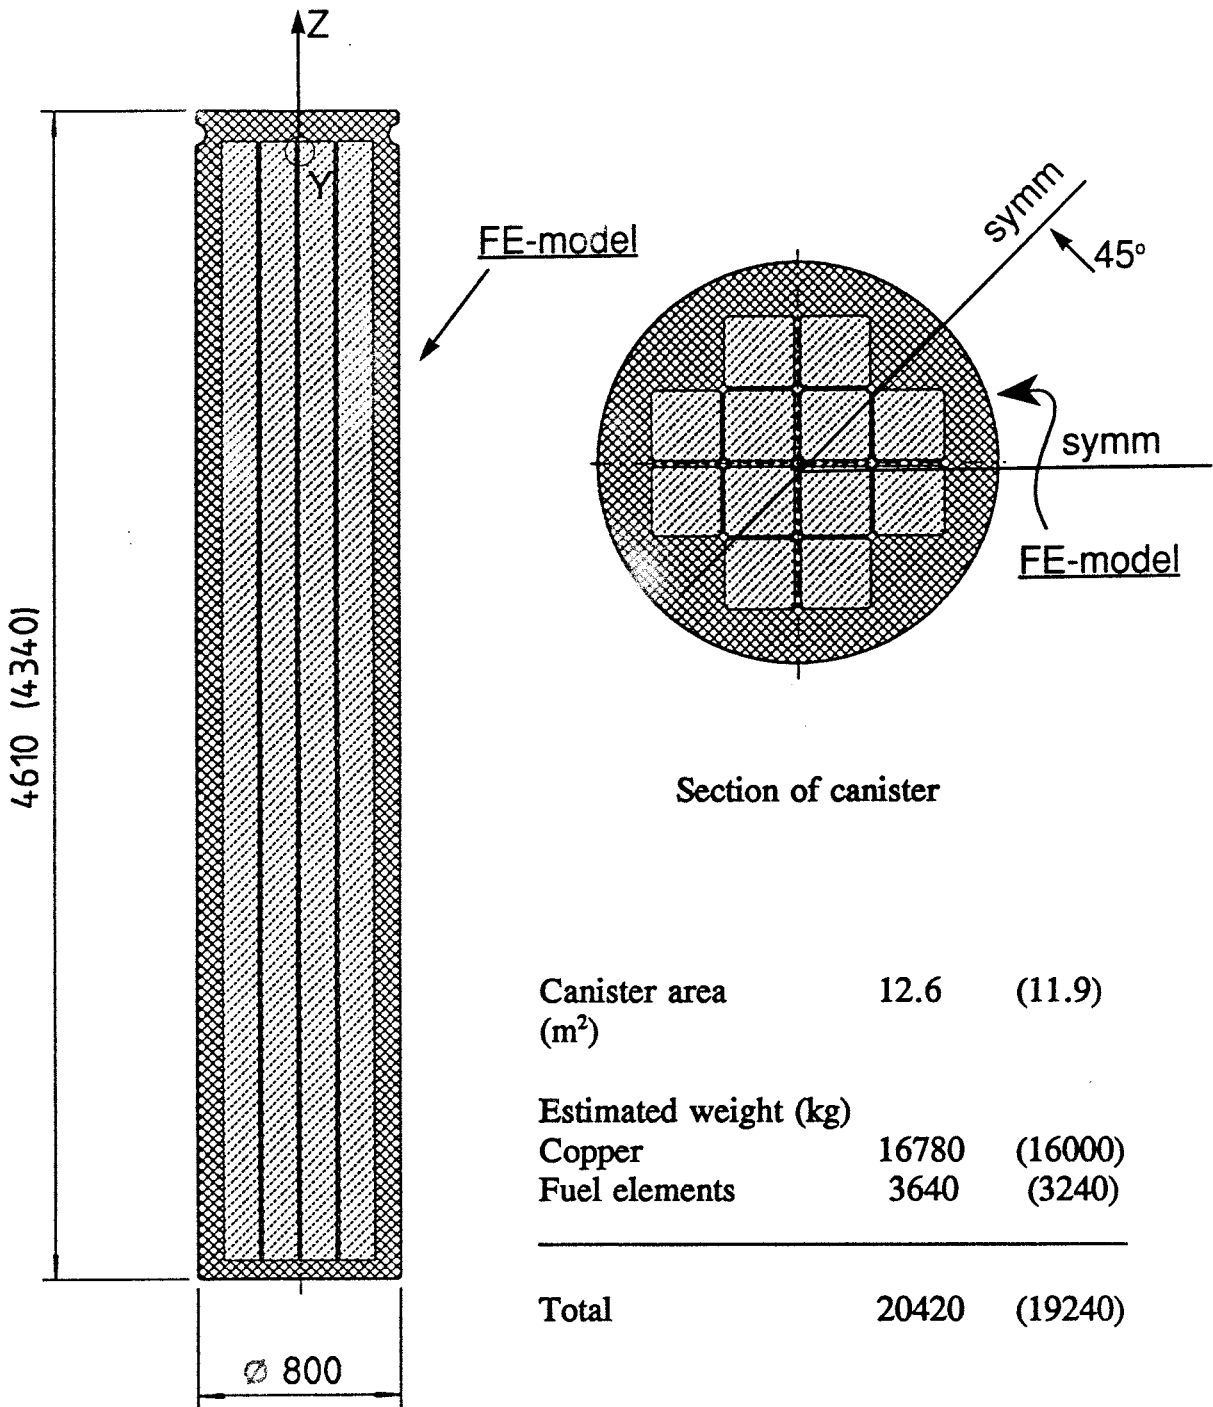 Z
Y
FE-model
4610 (4340)
Ø 800
symm
45°
symm
FE-model
Section of canister
Canister area 12.6 (11.9)
(m²)
Estimated weight (kg)
Copper 16780 (16000)
Fuel elements 3640 (3240)
Total 20420 (19240)